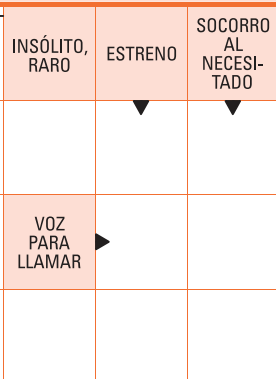 INSÓLITO,
RARO
ESTRENO
SOCORRO
AL
NECESI-
TADO
VOZ
PARA
LLAMAR